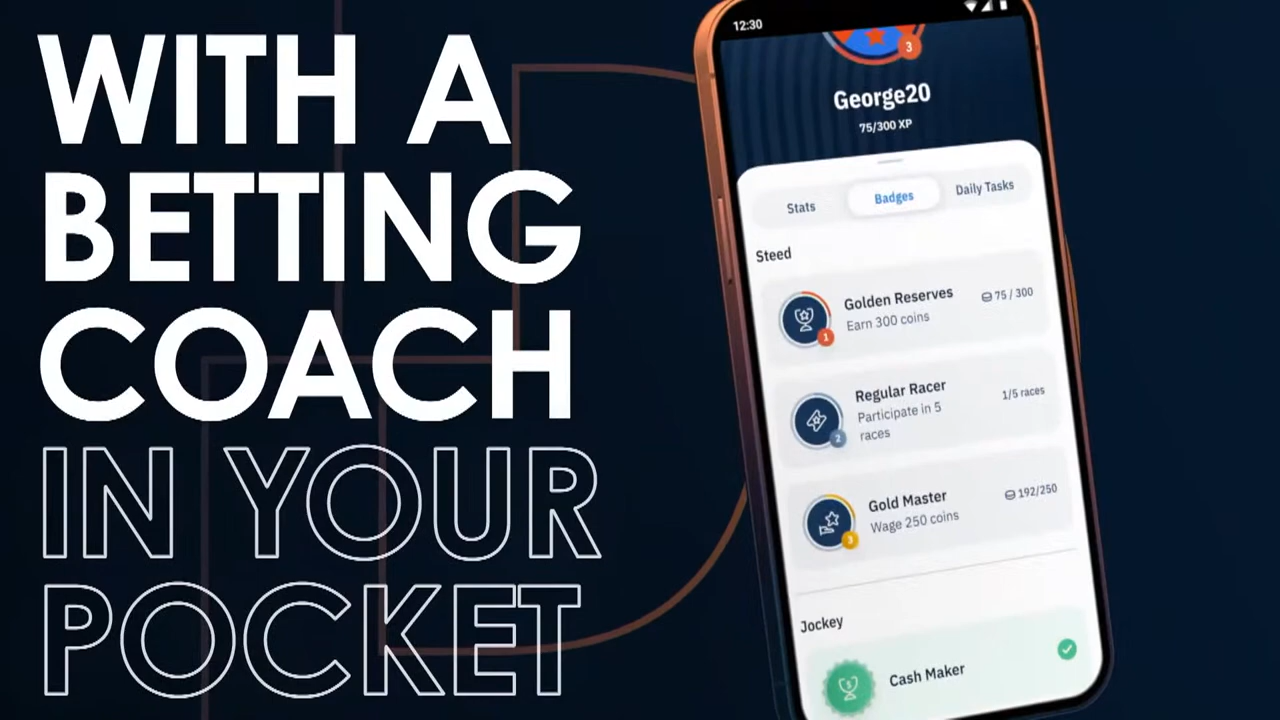 WITH A
BETTING
COACH
IN YOUR
POCKET
12:30
3
George20
75/300 XP
Stats
Badges
Daily Tasks
Steed
Golden Reserves
Earn 300 coins
75 / 300
1
Regular Racer
Participate in 5
races
1/5 races
2
Gold Master
Wage 250 coins
192/250
3
Jockey
Cash Maker